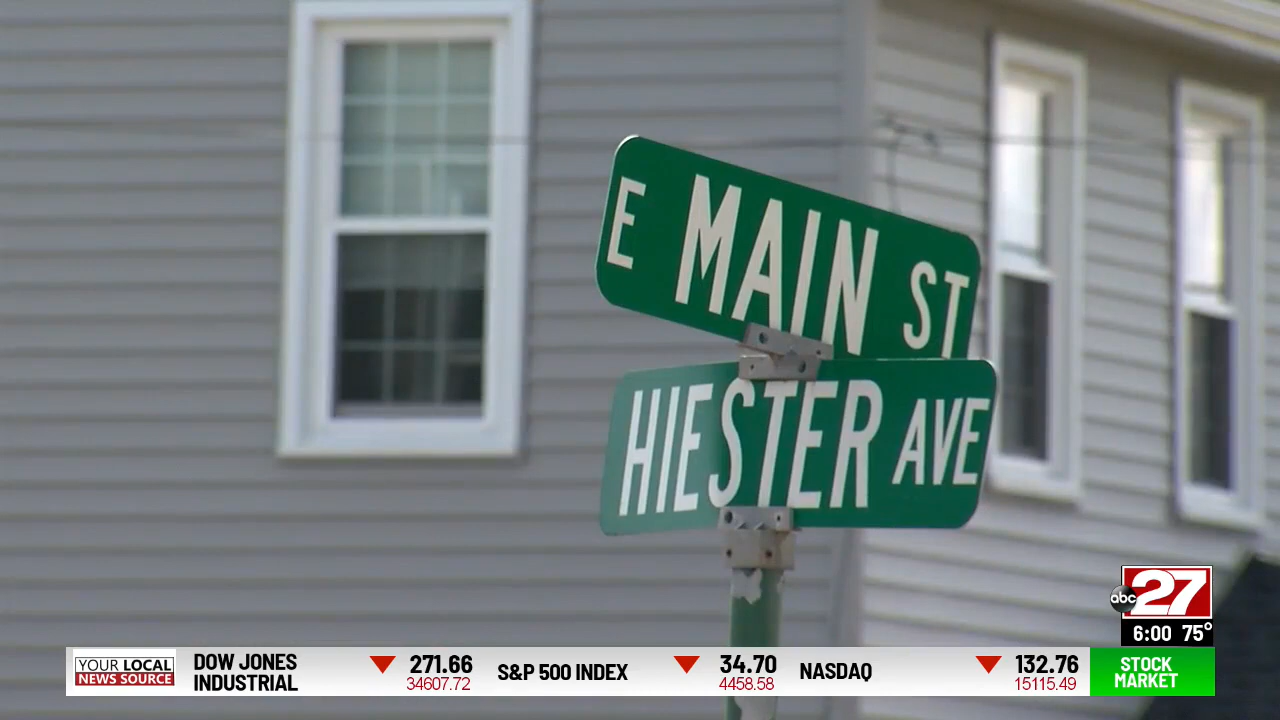 E MAIN ST
HIESTER AVE
abc 27
6:00 75°
YOUR LOCAL
NEWS SOURCE
DOW JONES
INDUSTRIAL
271.66
34607.72
S&P 500 INDEX
34.70
4458.58
NASDAQ
132.76
15115.49
STOCK
MARKET